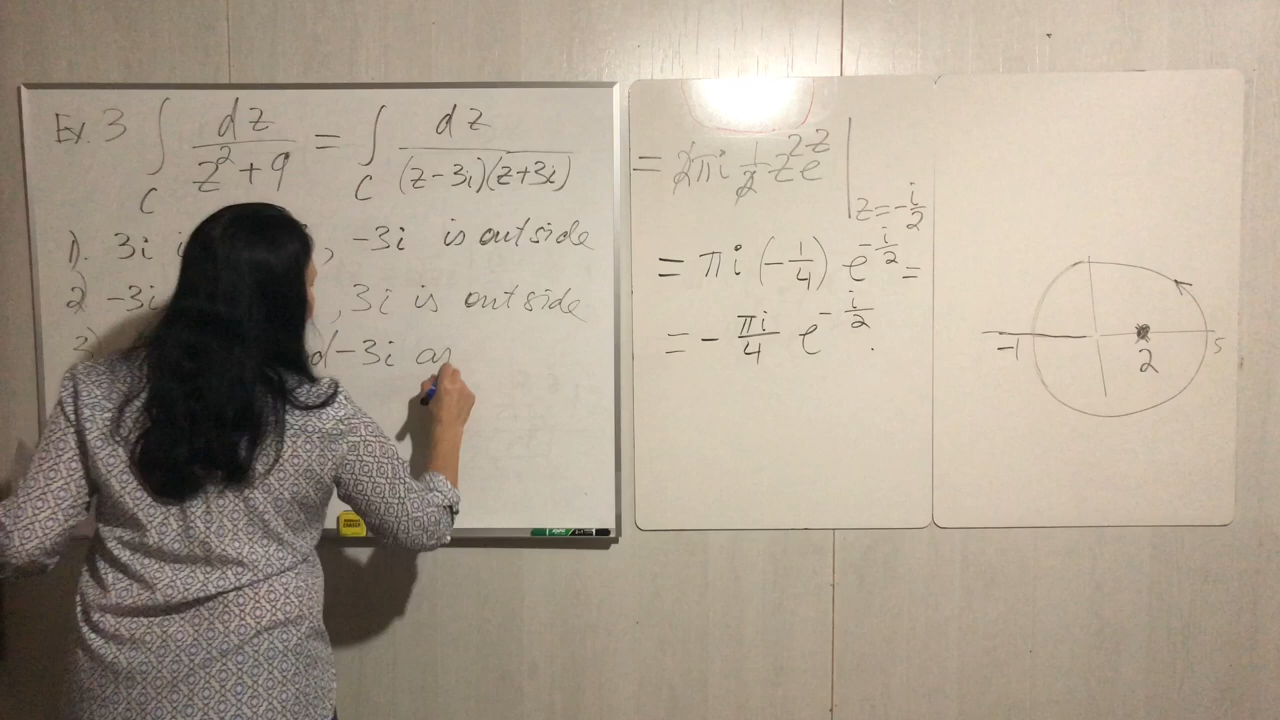 Ex. 3 ∫_C dz / (z² + 9) = ∫_C dz / ((z-3i)(z+3i))
1). 3i , -3i is outside
2) -3i , 3i is outside
3 d -3i
= 2πi 1/2 z² e^z |_{z = -i/2}
= πi (-1/4) e^{-i/2} =
= - πi/4 e^{-i/2} .
-1 2 5